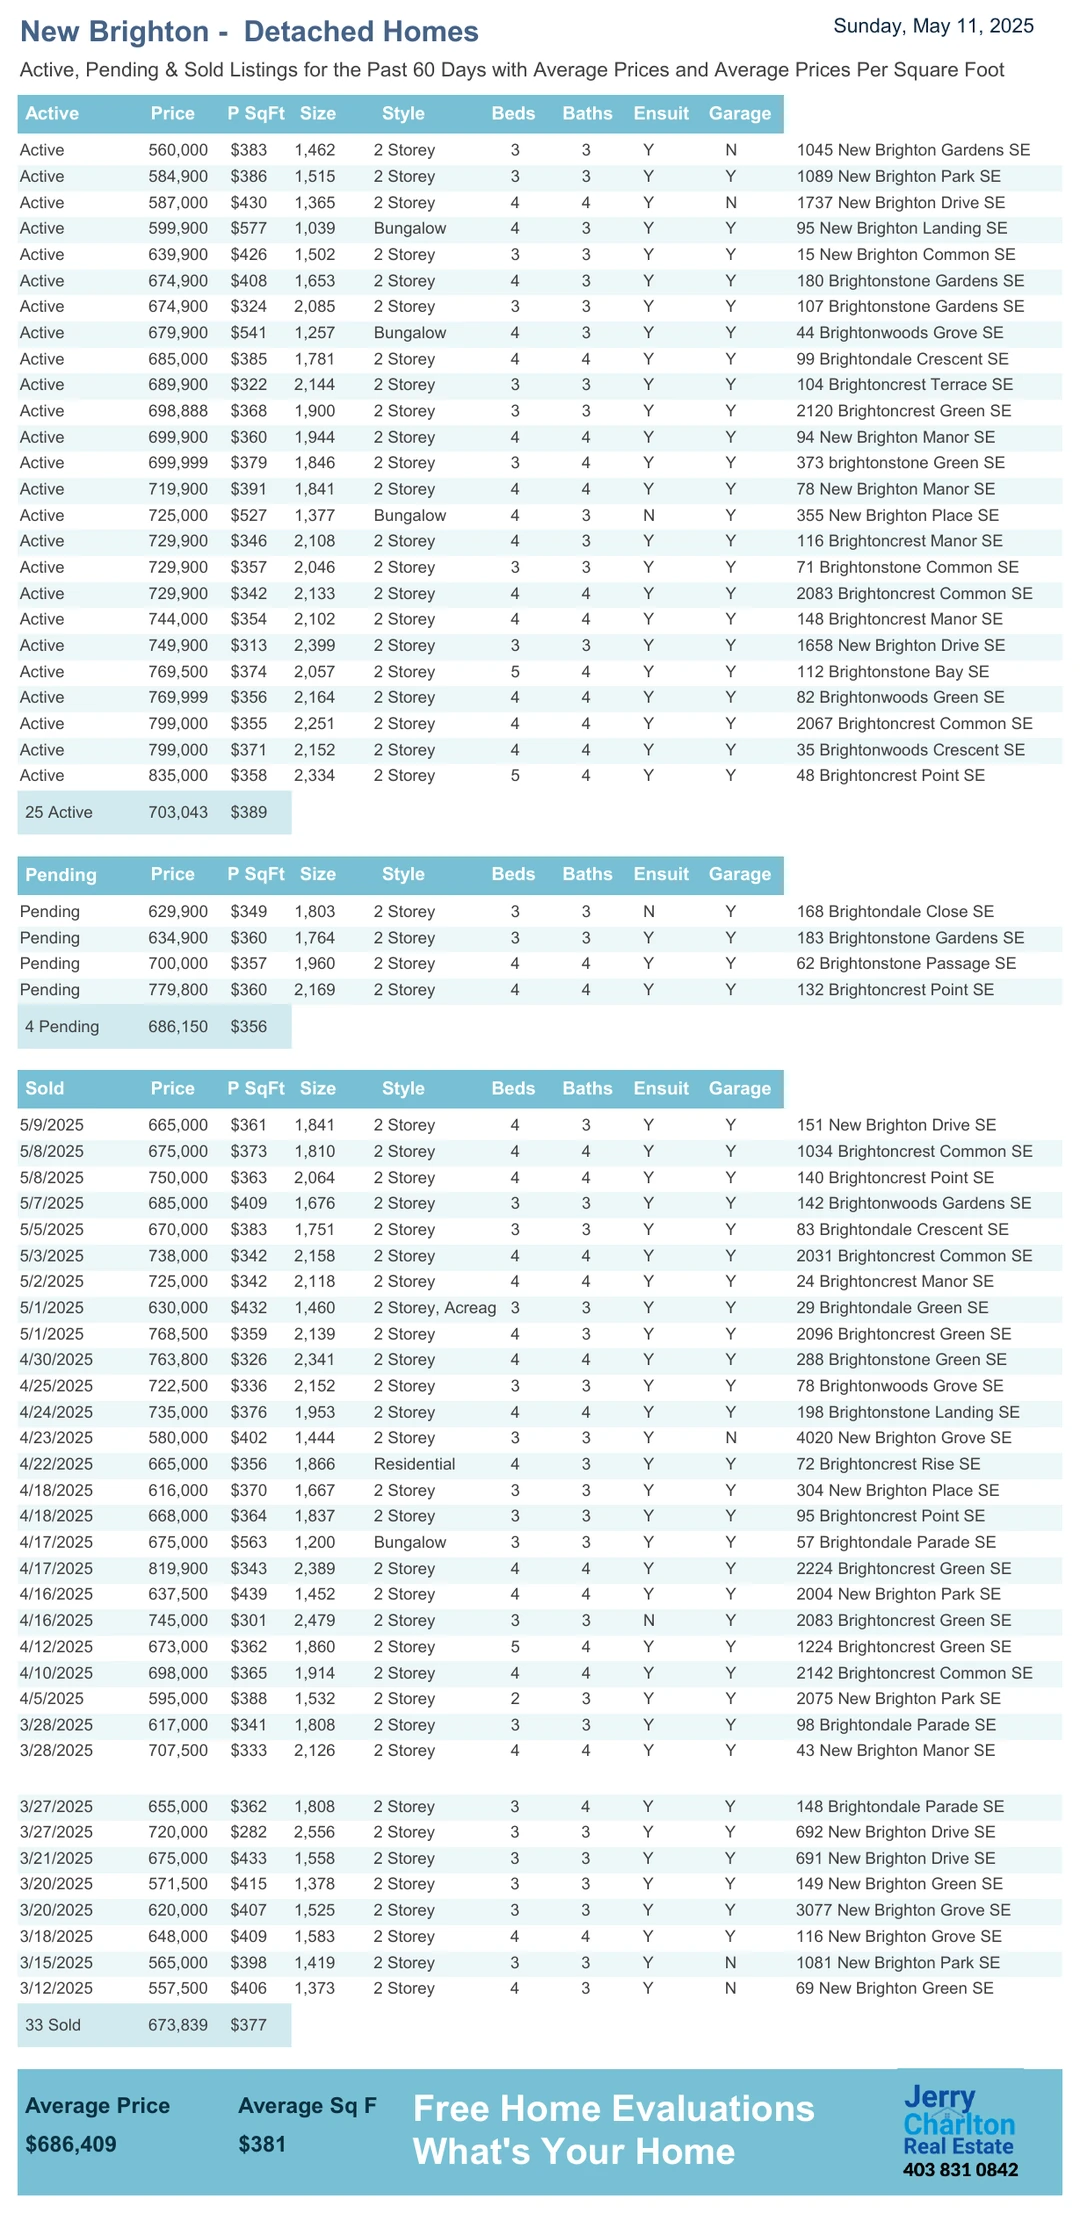 New Brighton - Detached Homes
Sunday, May 11, 2025
Active, Pending & Sold Listings for the Past 60 Days with Average Prices and Average Prices Per Square Foot
Active Price P SqFt Size Style Beds Baths Ensuit Garage
Active 560,000 $383 1,462 2 Storey 3 3 Y N 1045 New Brighton Gardens SE
Active 584,900 $386 1,515 2 Storey 3 3 Y Y 1089 New Brighton Park SE
Active 587,000 $430 1,365 2 Storey 4 4 Y N 1737 New Brighton Drive SE
Active 599,900 $577 1,039 Bungalow 4 3 Y Y 95 New Brighton Landing SE
Active 639,900 $426 1,502 2 Storey 3 3 Y Y 15 New Brighton Common SE
Active 674,900 $408 1,653 2 Storey 4 3 Y Y 180 Brightonstone Gardens SE
Active 674,900 $324 2,085 2 Storey 3 3 Y Y 107 Brightonstone Gardens SE
Active 679,900 $541 1,257 Bungalow 4 3 Y Y 44 Brightonwoods Grove SE
Active 685,000 $385 1,781 2 Storey 4 4 Y Y 99 Brightondale Crescent SE
Active 689,900 $322 2,144 2 Storey 3 3 Y Y 104 Brightoncrest Terrace SE
Active 698,888 $368 1,900 2 Storey 3 3 Y Y 2120 Brightoncrest Green SE
Active 699,900 $360 1,944 2 Storey 4 4 Y Y 94 New Brighton Manor SE
Active 699,999 $379 1,846 2 Storey 3 4 Y Y 373 brightonstone Green SE
Active 719,900 $391 1,841 2 Storey 4 4 Y Y 78 New Brighton Manor SE
Active 725,000 $527 1,377 Bungalow 4 3 N Y 355 New Brighton Place SE
Active 729,900 $346 2,108 2 Storey 4 3 Y Y 116 Brightoncrest Manor SE
Active 729,900 $357 2,046 2 Storey 3 3 Y Y 71 Brightonstone Common SE
Active 729,900 $342 2,133 2 Storey 4 4 Y Y 2083 Brightoncrest Common SE
Active 744,000 $354 2,102 2 Storey 4 4 Y Y 148 Brightoncrest Manor SE
Active 749,900 $313 2,399 2 Storey 3 3 Y Y 1658 New Brighton Drive SE
Active 769,500 $374 2,057 2 Storey 5 4 Y Y 112 Brightonstone Bay SE
Active 769,999 $356 2,164 2 Storey 4 4 Y Y 82 Brightonwoods Green SE
Active 799,000 $355 2,251 2 Storey 4 4 Y Y 2067 Brightoncrest Common SE
Active 799,000 $371 2,152 2 Storey 4 4 Y Y 35 Brightonwoods Crescent SE
Active 835,000 $358 2,334 2 Storey 5 4 Y Y 48 Brightoncrest Point SE
25 Active 703,043 $389
Pending Price P SqFt Size Style Beds Baths Ensuit Garage
Pending 629,900 $349 1,803 2 Storey 3 3 N Y 168 Brightondale Close SE
Pending 634,900 $360 1,764 2 Storey 3 3 Y Y 183 Brightonstone Gardens SE
Pending 700,000 $357 1,960 2 Storey 4 4 Y Y 62 Brightonstone Passage SE
Pending 779,800 $360 2,169 2 Storey 4 4 Y Y 132 Brightoncrest Point SE
4 Pending 686,150 $356
Sold Price P SqFt Size Style Beds Baths Ensuit Garage
5/9/2025 665,000 $361 1,841 2 Storey 4 3 Y Y 151 New Brighton Drive SE
5/8/2025 675,000 $373 1,810 2 Storey 4 4 Y Y 1034 Brightoncrest Common SE
5/8/2025 750,000 $363 2,064 2 Storey 4 4 Y Y 140 Brightoncrest Point SE
5/7/2025 685,000 $409 1,676 2 Storey 3 3 Y Y 142 Brightonwoods Gardens SE
5/5/2025 670,000 $383 1,751 2 Storey 3 3 Y Y 83 Brightondale Crescent SE
5/3/2025 738,000 $342 2,158 2 Storey 4 4 Y Y 2031 Brightoncrest Common SE
5/2/2025 725,000 $342 2,118 2 Storey 4 4 Y Y 24 Brightoncrest Manor SE
5/1/2025 630,000 $432 1,460 2 Storey, Acreag 3 3 Y Y 29 Brightondale Green SE
5/1/2025 768,500 $359 2,139 2 Storey 4 3 Y Y 2096 Brightoncrest Green SE
4/30/2025 763,800 $326 2,341 2 Storey 4 4 Y Y 288 Brightonstone Green SE
4/25/2025 722,500 $336 2,152 2 Storey 3 3 Y Y 78 Brightonwoods Grove SE
4/24/2025 735,000 $376 1,953 2 Storey 4 4 Y Y 198 Brightonstone Landing SE
4/23/2025 580,000 $402 1,444 2 Storey 3 3 Y N 4020 New Brighton Grove SE
4/22/2025 665,000 $356 1,866 Residential 4 3 Y Y 72 Brightoncrest Rise SE
4/18/2025 616,000 $370 1,667 2 Storey 3 3 Y Y 304 New Brighton Place SE
4/18/2025 668,000 $364 1,837 2 Storey 3 3 Y Y 95 Brightoncrest Point SE
4/17/2025 675,000 $563 1,200 Bungalow 3 3 Y Y 57 Brightondale Parade SE
4/17/2025 819,900 $343 2,389 2 Storey 4 4 Y Y 2224 Brightoncrest Green SE
4/16/2025 637,500 $439 1,452 2 Storey 4 4 Y Y 2004 New Brighton Park SE
4/16/2025 745,000 $301 2,479 2 Storey 3 3 N Y 2083 Brightoncrest Green SE
4/12/2025 673,000 $362 1,860 2 Storey 5 4 Y Y 1224 Brightoncrest Green SE
4/10/2025 698,000 $365 1,914 2 Storey 4 4 Y Y 2142 Brightoncrest Common SE
4/5/2025 595,000 $388 1,532 2 Storey 2 3 Y Y 2075 New Brighton Park SE
3/28/2025 617,000 $341 1,808 2 Storey 3 3 Y Y 98 Brightondale Parade SE
3/28/2025 707,500 $333 2,126 2 Storey 4 4 Y Y 43 New Brighton Manor SE
3/27/2025 655,000 $362 1,808 2 Storey 3 4 Y Y 148 Brightondale Parade SE
3/27/2025 720,000 $282 2,556 2 Storey 3 3 Y Y 692 New Brighton Drive SE
3/21/2025 675,000 $433 1,558 2 Storey 3 3 Y Y 691 New Brighton Drive SE
3/20/2025 571,500 $415 1,378 2 Storey 3 3 Y Y 149 New Brighton Green SE
3/20/2025 620,000 $407 1,525 2 Storey 3 3 Y Y 3077 New Brighton Grove SE
3/18/2025 648,000 $409 1,583 2 Storey 4 4 Y Y 116 New Brighton Grove SE
3/15/2025 565,000 $398 1,419 2 Storey 3 3 Y N 1081 New Brighton Park SE
3/12/2025 557,500 $406 1,373 2 Storey 4 3 Y N 69 New Brighton Green SE
33 Sold 673,839 $377
Average Price Average Sq F
$686,409 $381
Free Home Evaluations
What's Your Home
Jerry
Charlton
Real Estate
403 831 0842